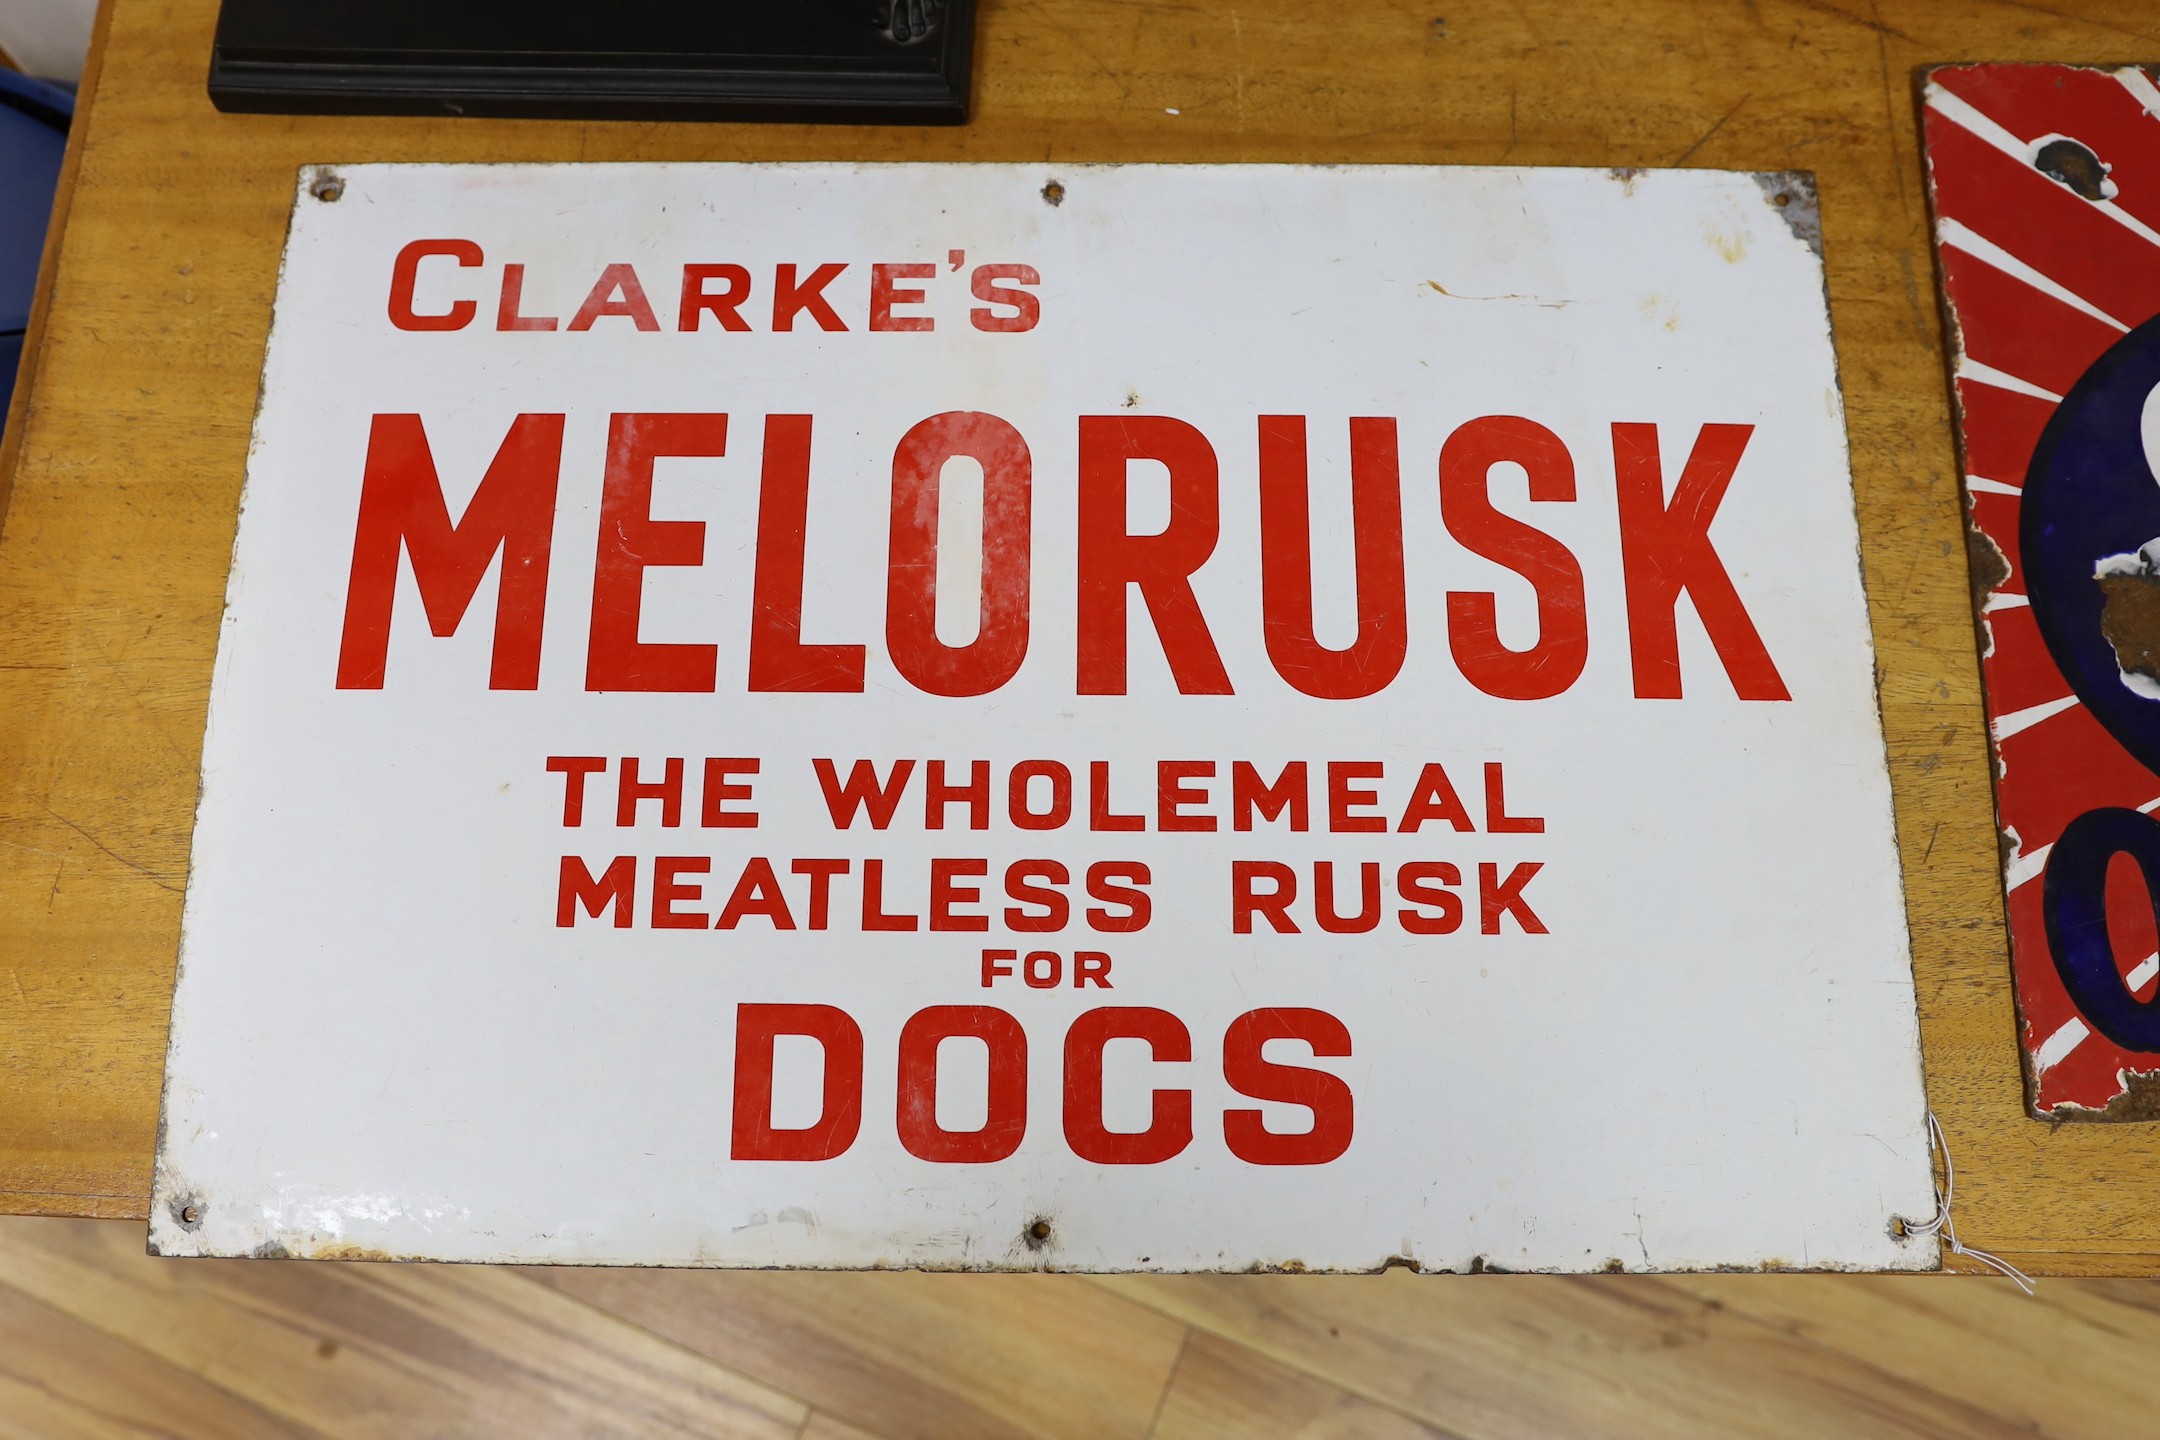 CLARKE'S
MELORUSK
THE WHOLEMEAL
MEATLESS RUSK
FOR
DOGS